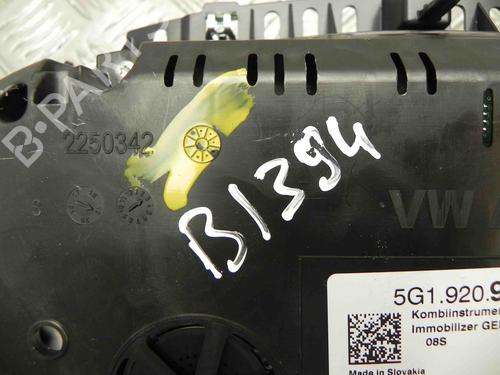 B-PARTS
2250342
B1394
VW
5G1.920.9
Kombiinstrumen
Immobilizer GE
08S
Made in Slovakia